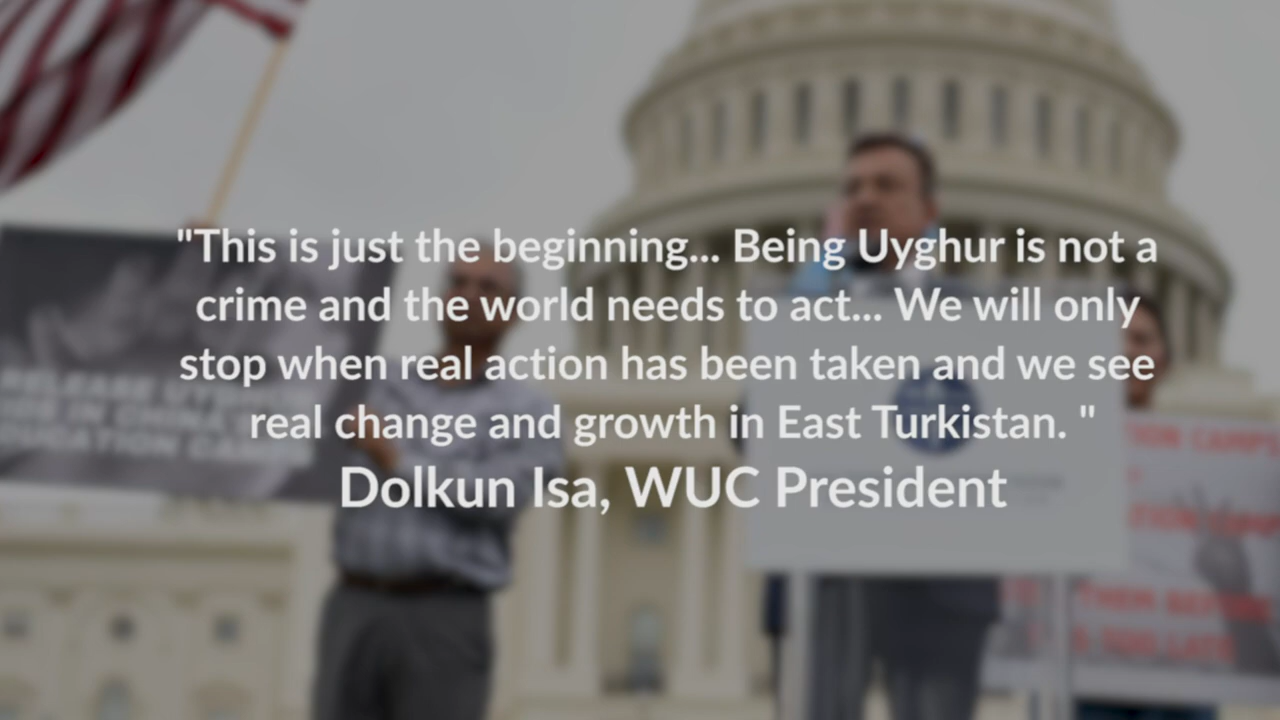 "This is just the beginning... Being Uyghur is not a
crime and the world needs to act... We will only
stop when real action has been taken and we see
real change and growth in East Turkistan. "
Dolkun Isa, WUC President